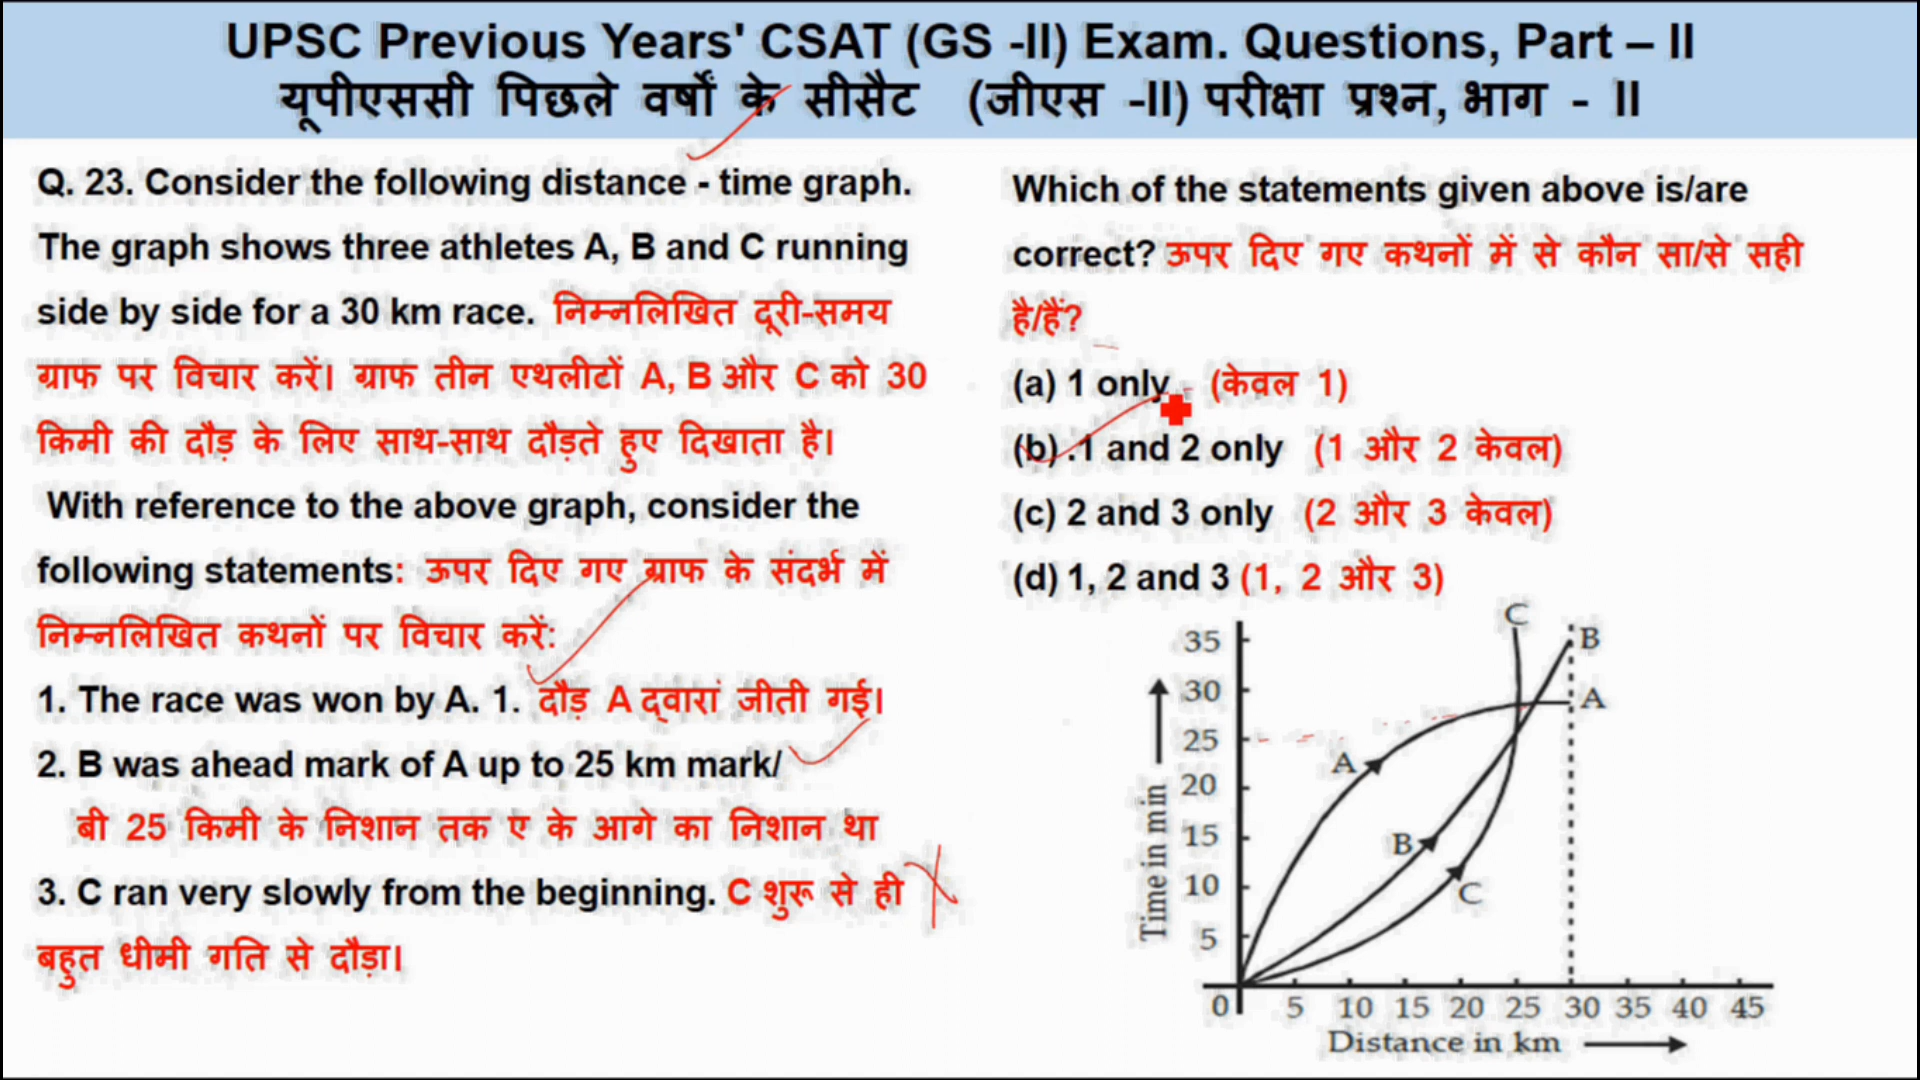 UPSC Previous Years' CSAT (GS -II) Exam. Questions, Part – II
यूपीएससी पिछले वर्षों के सीसैट (जीएस -II) परीक्षा प्रश्न, भाग - II
Q. 23. Consider the following distance - time graph.
The graph shows three athletes A, B and C running
side by side for a 30 km race. निम्नलिखित दूरी-समय
ग्राफ पर विचार करें। ग्राफ तीन एथलीटों A, B और C को 30
किमी की दौड़ के लिए साथ-साथ दौड़ते हुए दिखाता है।
With reference to the above graph, consider the
following statements: ऊपर दिए गए ग्राफ के संदर्भ में
निम्नलिखित कथनों पर विचार करें:
1. The race was won by A. 1. दौड़ A द्वारां जीती गई।
2. B was ahead mark of A up to 25 km mark/
बी 25 किमी के निशान तक ए के आगे का निशान था
3. C ran very slowly from the beginning. C शुरू से ही
बहुत धीमी गति से दौड़ा।
Which of the statements given above is/are
correct? ऊपर दिए गए कथनों में से कौन सा/से सही
है/हैं?
(a) 1 only (केवल 1)
(b) .1 and 2 only (1 और 2 केवल)
(c) 2 and 3 only (2 और 3 केवल)
(d) 1, 2 and 3 (1, 2 और 3)
C
35 B
30 A
25
A
20
15 B
10 C
5
Time in min
0 5 10 15 20 25 30 35 40 45
Distance in km